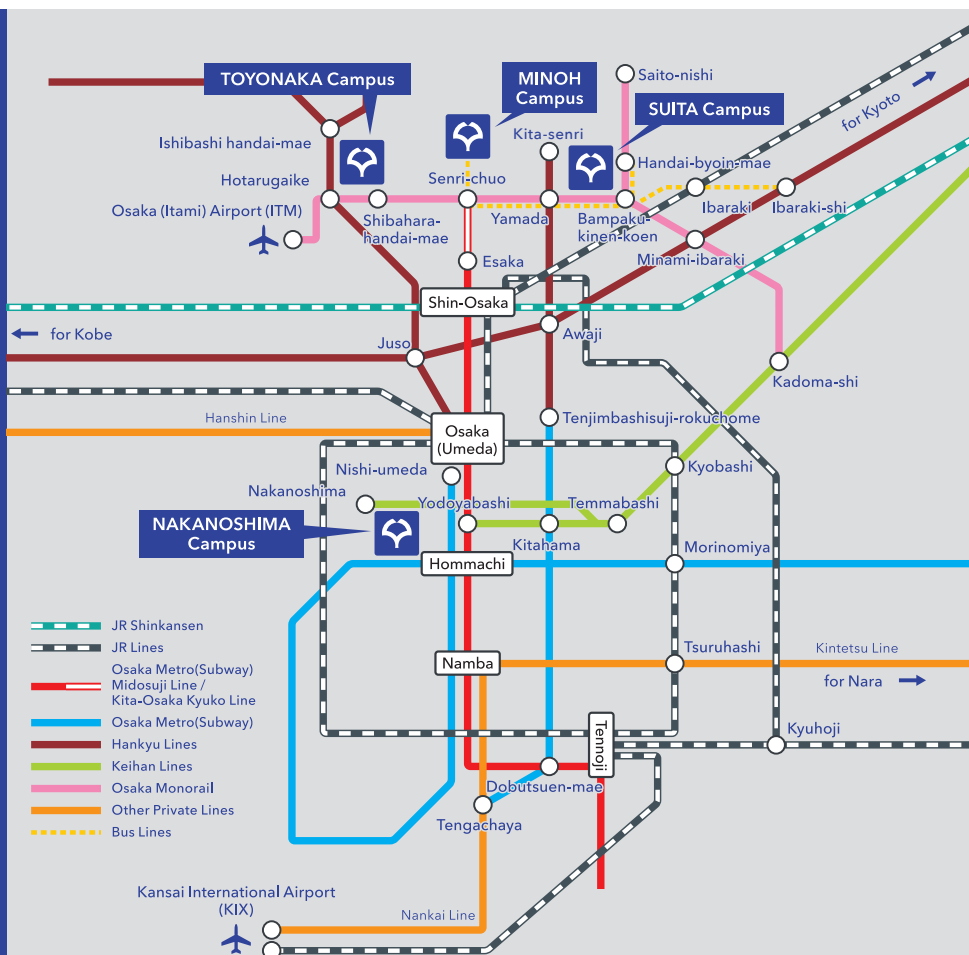 TOYONAKA Campus
MINOH
Campus
SUITA Campus
Saito-nishi
for Kyoto
Ishibashi handai-mae
Kita-senri
Handai-byoin-mae
Hotarugaike
Senri-chuo
Osaka (Itami) Airport (ITM)
Shibahara-
handai-mae
Yamada
Bampaku-
kinen-koen
Ibaraki
Ibaraki-shi
Minami-ibaraki
Esaka
Shin-Osaka
for Kobe
Juso
Awaji
Kadoma-shi
Hanshin Line
Osaka
(Umeda)
Tenjimbashisuji-rokuchome
Nishi-umeda
Kyobashi
Nakanoshima
Yodoyabashi
Temmabashi
NAKANOSHIMA
Campus
Kitahama
Morinomiya
Hommachi
JR Shinkansen
JR Lines
Osaka Metro(Subway)
Midosuji Line /
Kita-Osaka Kyuko Line
Osaka Metro(Subway)
Hankyu Lines
Keihan Lines
Osaka Monorail
Other Private Lines
Bus Lines
Namba
Tsuruhashi
Kintetsu Line
for Nara
Tennoji
Kyuhoji
Dobutsuen-mae
Tengachaya
Kansai International Airport
(KIX)
Nankai Line